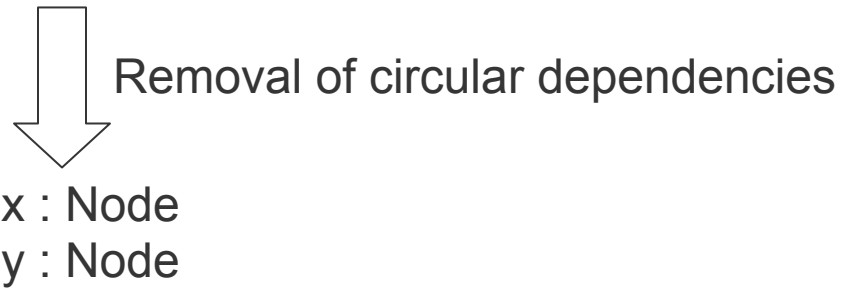 Removal of circular dependencies
x : Node
y : Node